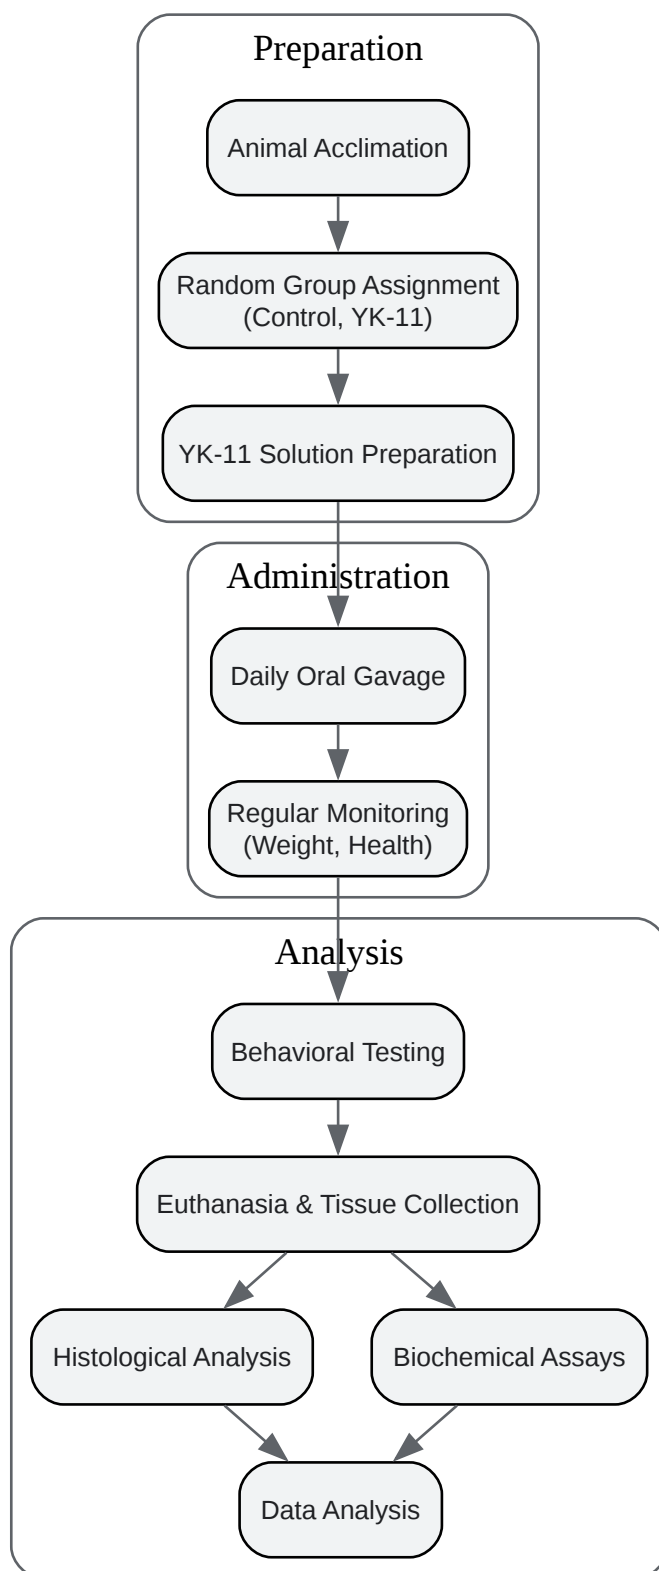 Preparation
Animal Acclimation
Random Group Assignment
(Control, YK-11)
YK-11 Solution Preparation
Administration
Daily Oral Gavage
Regular Monitoring
(Weight, Health)
Analysis
Behavioral Testing
Euthanasia & Tissue Collection
Histological Analysis
Biochemical Assays
Data Analysis